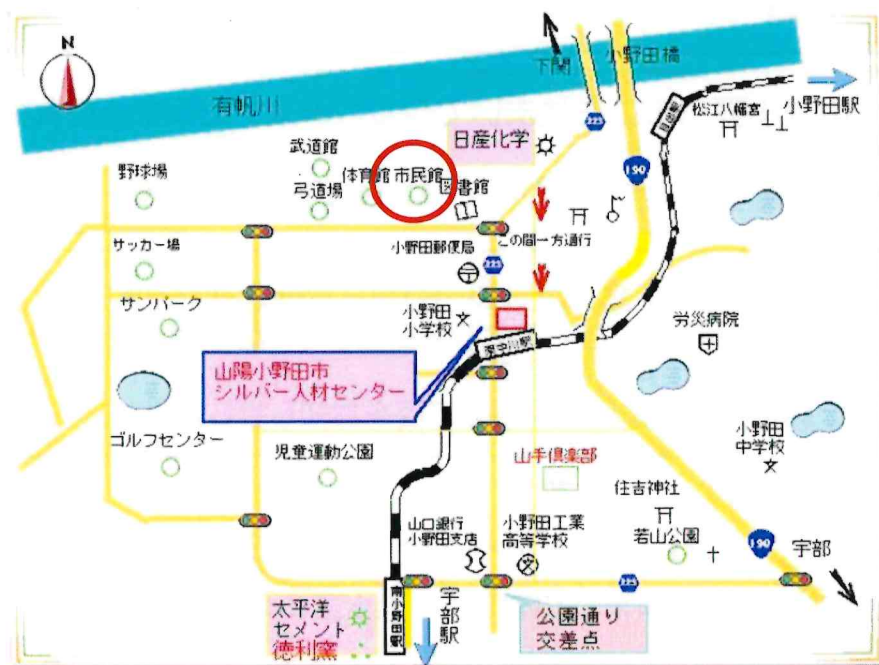 N
下関
小野田橋
有帆川
松江八幡宮
小野田駅
目出駅
223
日産化学
武道館
体育館
市民館
図書館
弓道場
野球場
190
サッカー場
小野田郵便局
この間一方通行
223
サンパーク
小野田
小学校
労災病院
山陽小野田市
シルバー人材センター
ゴルフセンター
児童運動公園
山手倶楽部
小野田
中学校
住吉神社
若山公園
山口銀行
小野田支店
小野田工業
高等学校
190
宇部
223
南小野田駅
太平洋
セメント
徳利窯
宇部駅
公園通り
交差点